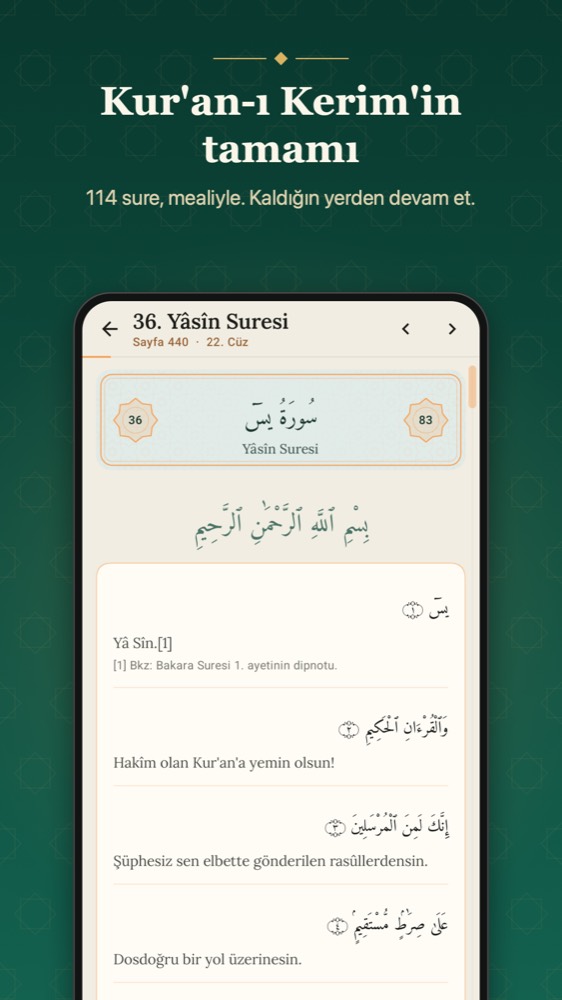 Kur'an-ı Kerim'in
tamamı
114 sure, mealiyle. Kaldığın yerden devam et.
36. Yâsîn Suresi
Sayfa 440 · 22. Cüz
36
سُورَةُ يسٓ
83
Yâsîn Suresi
بِسْمِ ٱللَّهِ ٱلرَّحْمَٰنِ ٱلرَّحِيمِ
يسٓ ١
Yâ Sîn.[1]
[1] Bkz: Bakara Suresi 1. ayetinin dipnotu.
وَٱلْقُرْءَانِ ٱلْحَكِيمِ ٢
Hakîm olan Kur'an'a yemin olsun!
إِنَّكَ لَمِنَ ٱلْمُرْسَلِينَ ٣
Şüphesiz sen elbette gönderilen rasûllerdensin.
عَلَىٰ صِرَٰطٍ مُّسْتَقِيمٍ ٤
Dosdoğru bir yol üzerinesin.